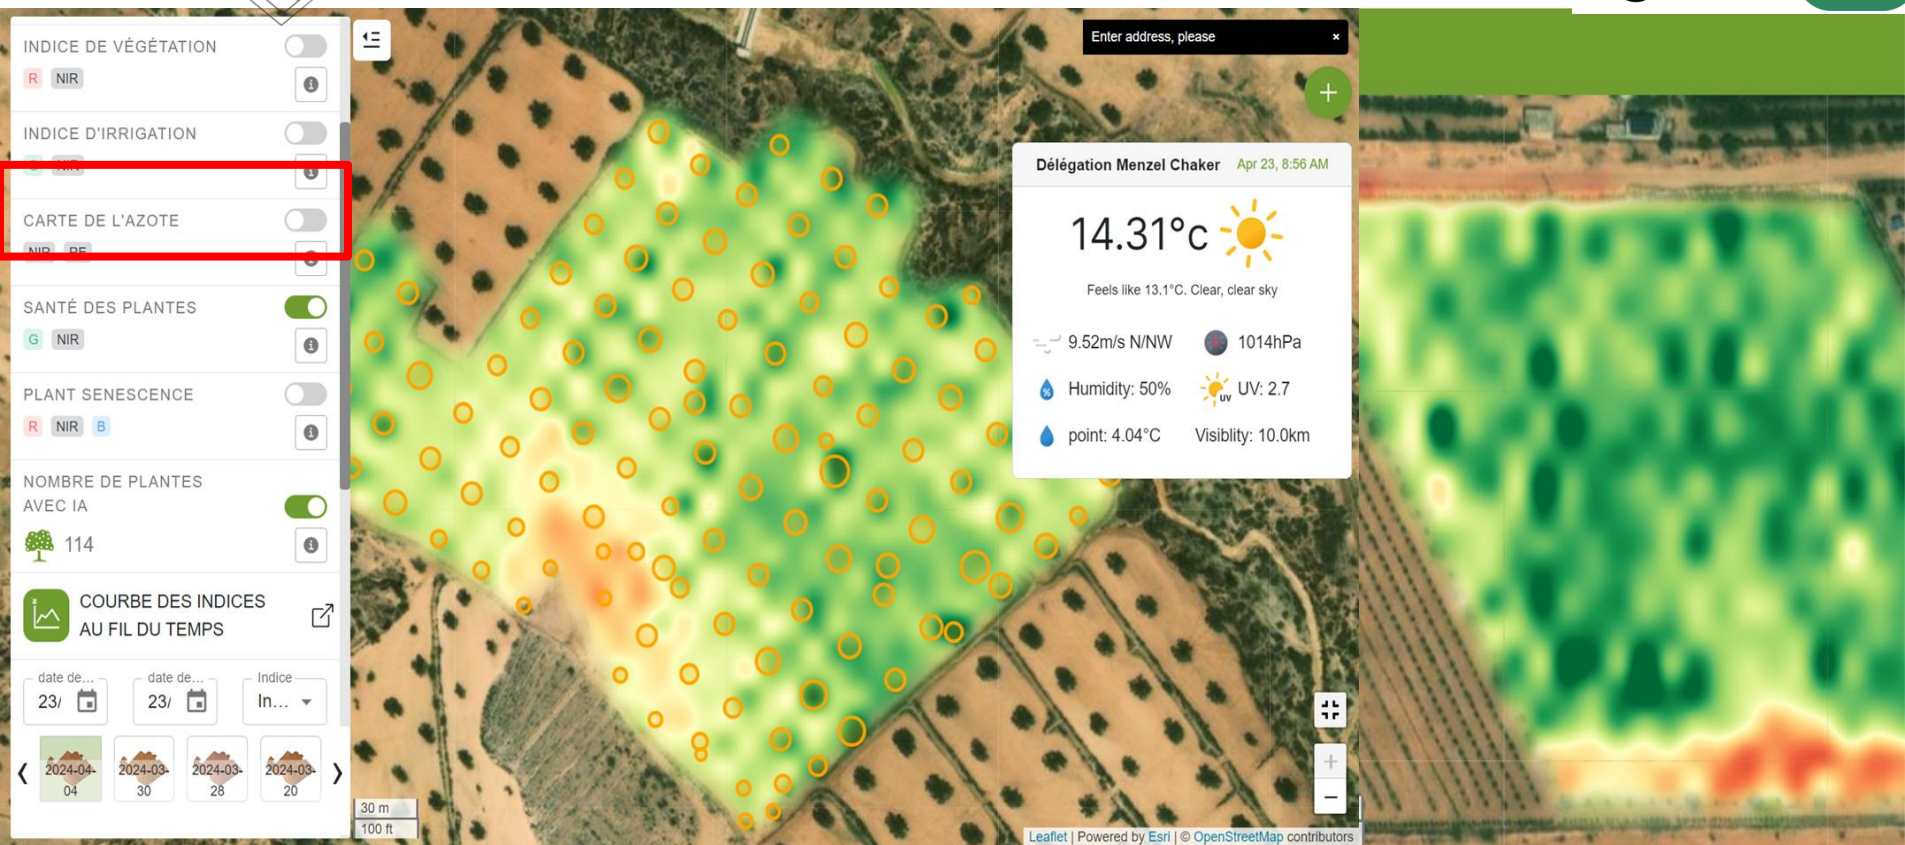 INDICE DE VÉGÉTATION
R NIR
INDICE D'IRRIGATION
G NIR
CARTE DE L'AZOTE
NIR RE
SANTÉ DES PLANTES
G NIR
PLANT SENESCENCE
R NIR B
NOMBRE DE PLANTES
AVEC IA
114
COURBE DES INDICES
AU FIL DU TEMPS
date de... date de... Indice
23/ 23/ In...
2024-04-
04
2024-03-
30
2024-03-
28
2024-03-
20
Enter address, please ×
+
Délégation Menzel Chaker Apr 23, 8:56 AM
14.31°c
Feels like 13.1°C. Clear, clear sky
9.52m/s N/NW 1014hPa
Humidity: 50% UV: 2.7
point: 4.04°C Visiblity: 10.0km
+
−
30 m
100 ft
Leaflet | Powered by Esri | © OpenStreetMap contributors